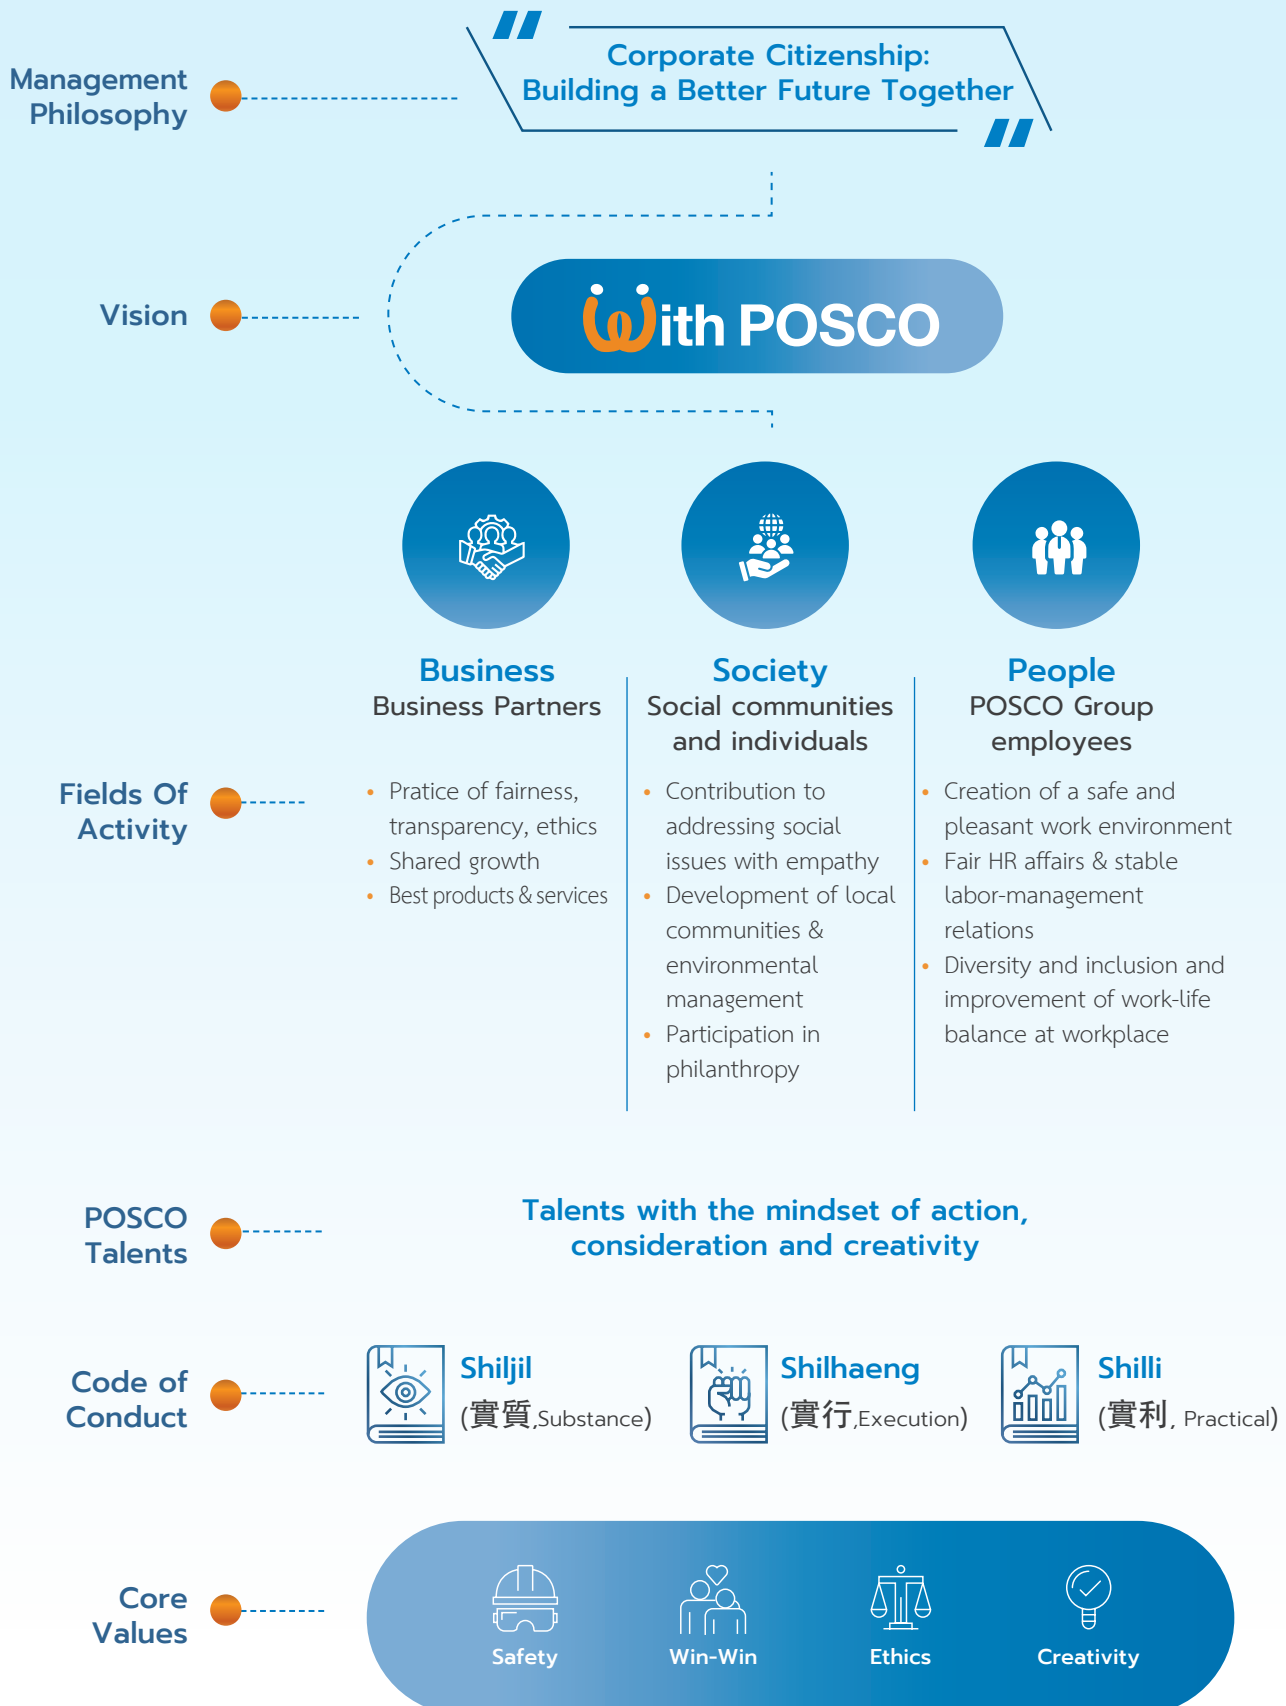 Management
Philosophy
Corporate Citizenship:
Building a Better Future Together
Vision
With POSCO
Business
Business Partners
Society
Social communities
and individuals
People
POSCO Group
employees
Fields Of
Activity
• Pratice of fairness,
transparency, ethics
• Shared growth
• Best products & services
• Contribution to
addressing social
issues with empathy
• Development of local
communities &
environmental
management
• Participation in
philanthropy
• Creation of a safe and
pleasant work environment
• Fair HR affairs & stable
labor-management
relations
• Diversity and inclusion and
improvement of work-life
balance at workplace
POSCO
Talents
Talents with the mindset of action,
consideration and creativity
Code of
Conduct
Shiljil
(實質,Substance)
Shilhaeng
(實行,Execution)
Shilli
(實利, Practical)
Core
Values
Safety
Win-Win
Ethics
Creativity